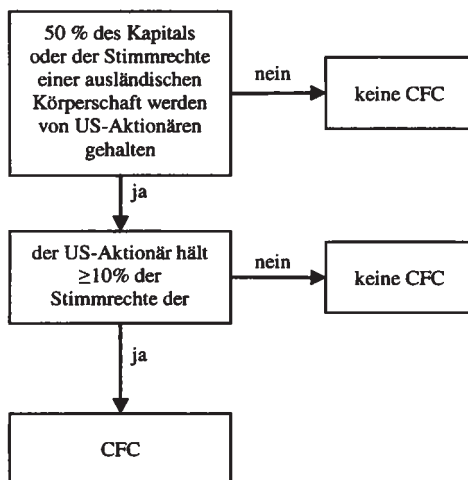 50 % des Kapitals
oder der Stimmrechte
einer ausländischen
Körperschaft werden
von US-Aktionären
gehalten
nein
keine CFC
ja
der US-Aktionär hält
≥10% der
Stimmrechte der
nein
keine CFC
ja
CFC